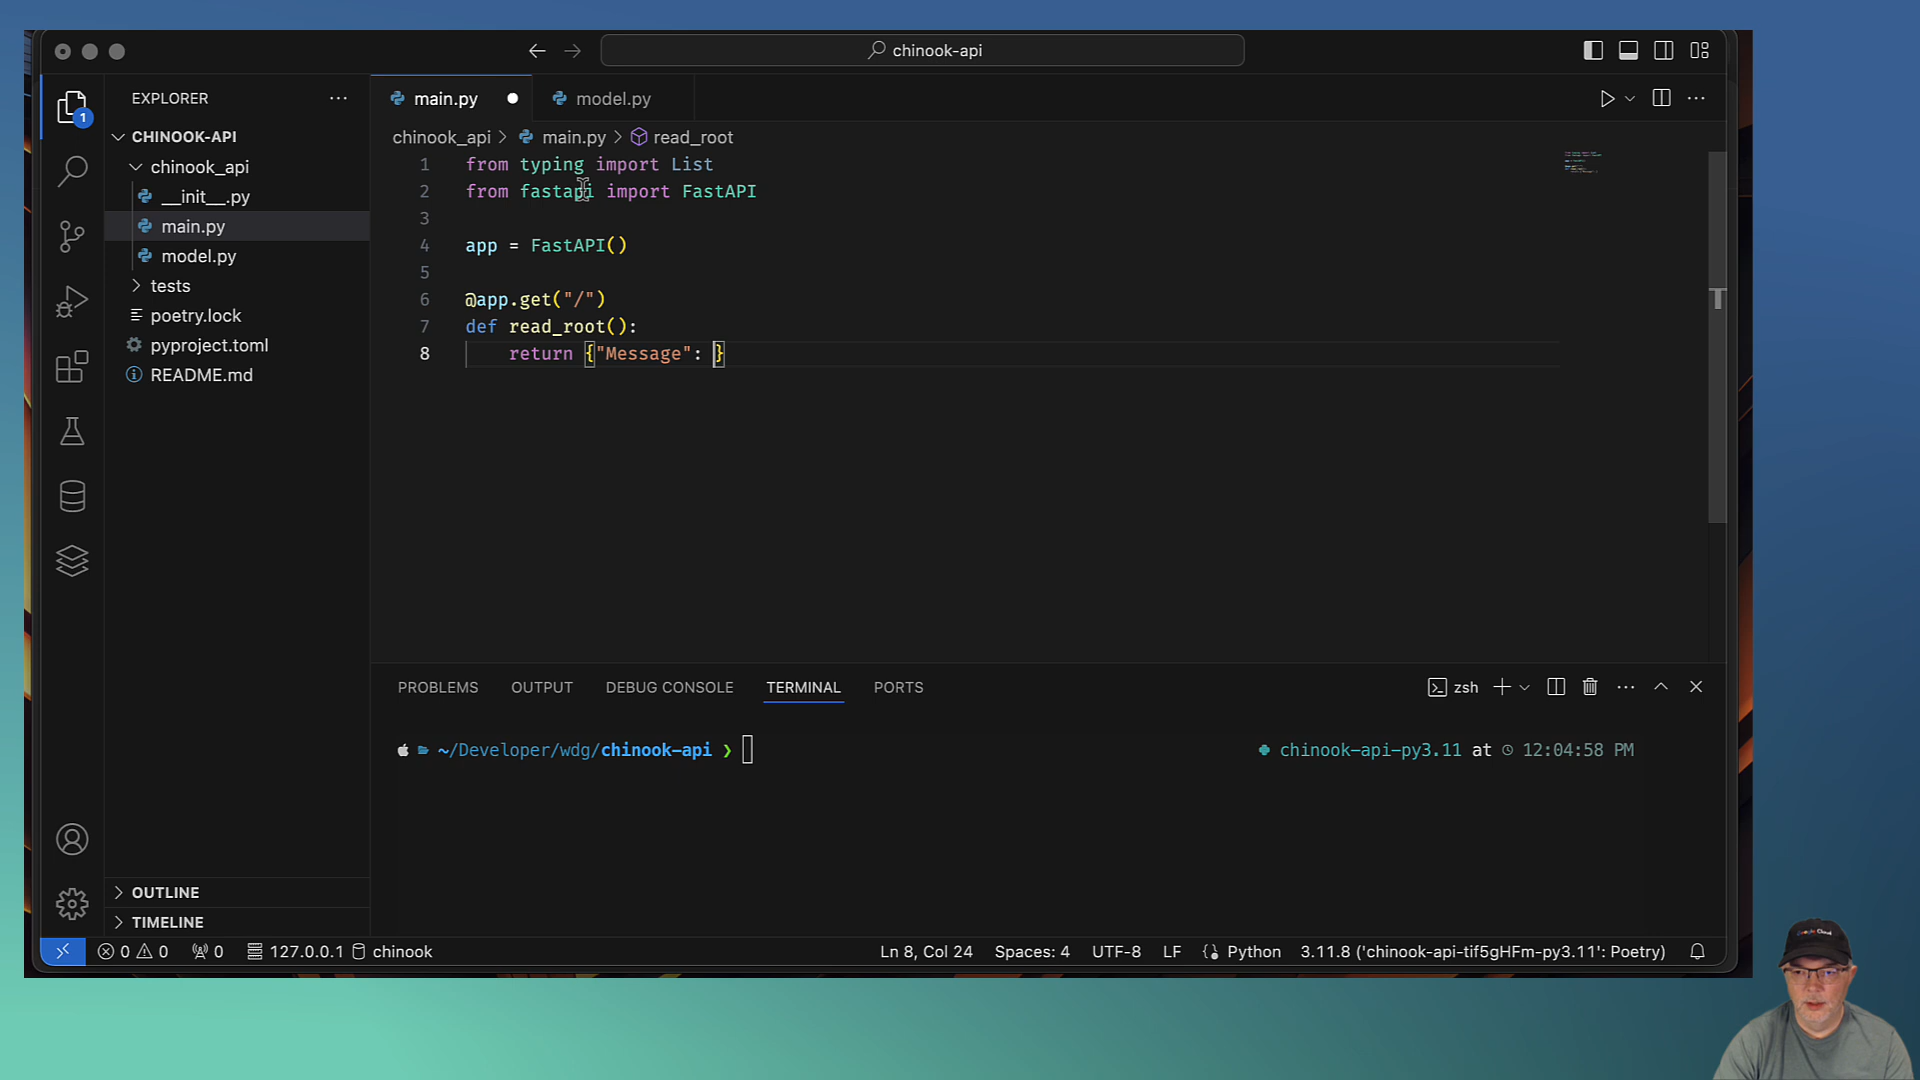 chinook-api
EXPLORER
main.py
model.py
1
CHINOOK-API
chinook_api > main.py > read_root
chinook_api
__init__.py
main.py
model.py
tests
poetry.lock
pyproject.toml
README.md
1 from typing import List
2 from fastapi import FastAPI
3
4 app = FastAPI()
5
6 @app.get("/")
7 def read_root():
8     return {"Message": }
PROBLEMS OUTPUT DEBUG CONSOLE TERMINAL PORTS
zsh
~/Developer/wdg/chinook-api ❯
chinook-api-py3.11 at 12:04:58 PM
OUTLINE
TIMELINE
0 0 0 127.0.0.1 chinook
Ln 8, Col 24 Spaces: 4 UTF-8 LF {} Python 3.11.8 ('chinook-api-tif5gHFm-py3.11': Poetry)
Google Cloud